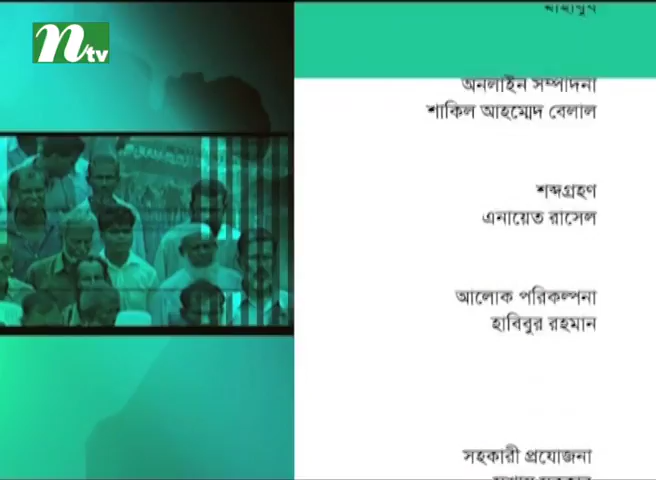 ntv
মাহাবুব
অনলাইন সম্পাদনা
শাকিল আহম্মেদ বেলাল
শব্দগ্রহণ
এনায়েত রাসেল
আলোক পরিকল্পনা
হাবিবুর রহমান
সহকারী প্রযোজনা